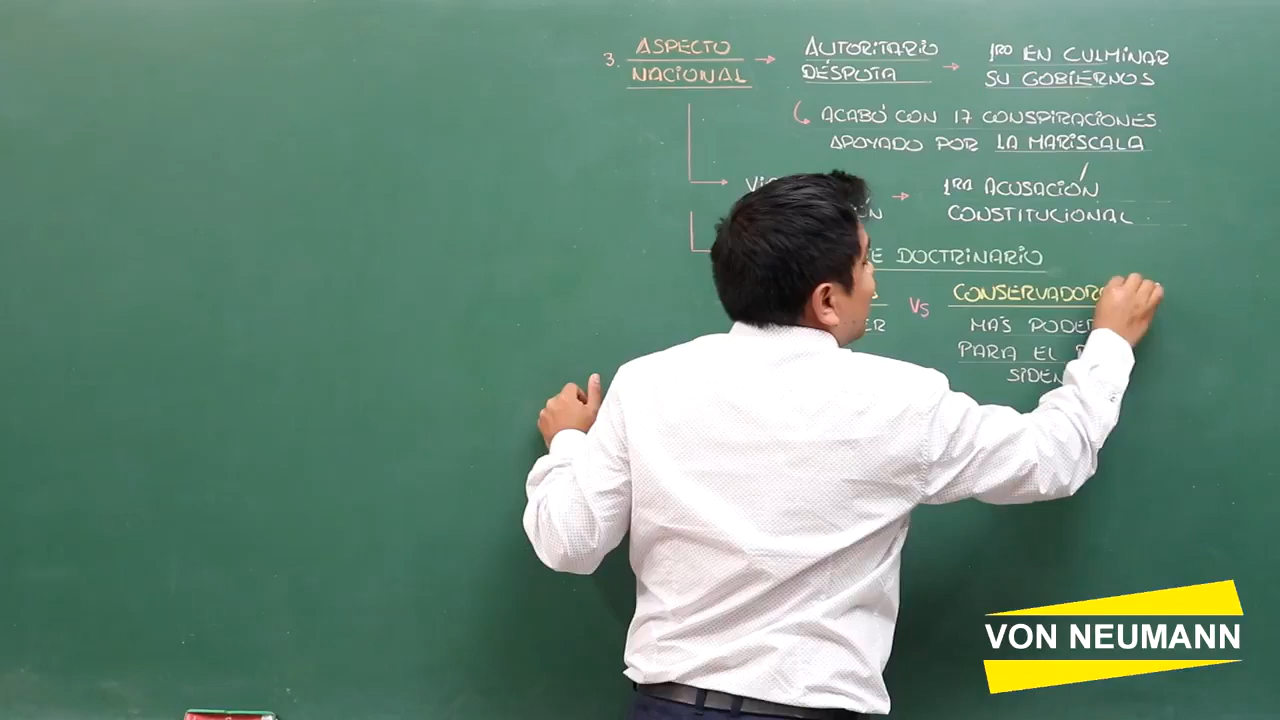 3. ASPECTO NACIONAL → AUTORITARIO DÉSPOTA → 1RO EN CULMINAR SU GOBIERNOS
ACABÓ CON 17 CONSPIRACIONES
APOYADO POR LA MARISCALA
→ 1RA ACUSACIÓN
CONSTITUCIONAL
DOCTRINARIO
VS CONSERVADOR
MÁS PODER
PARA EL
VON NEUMANN